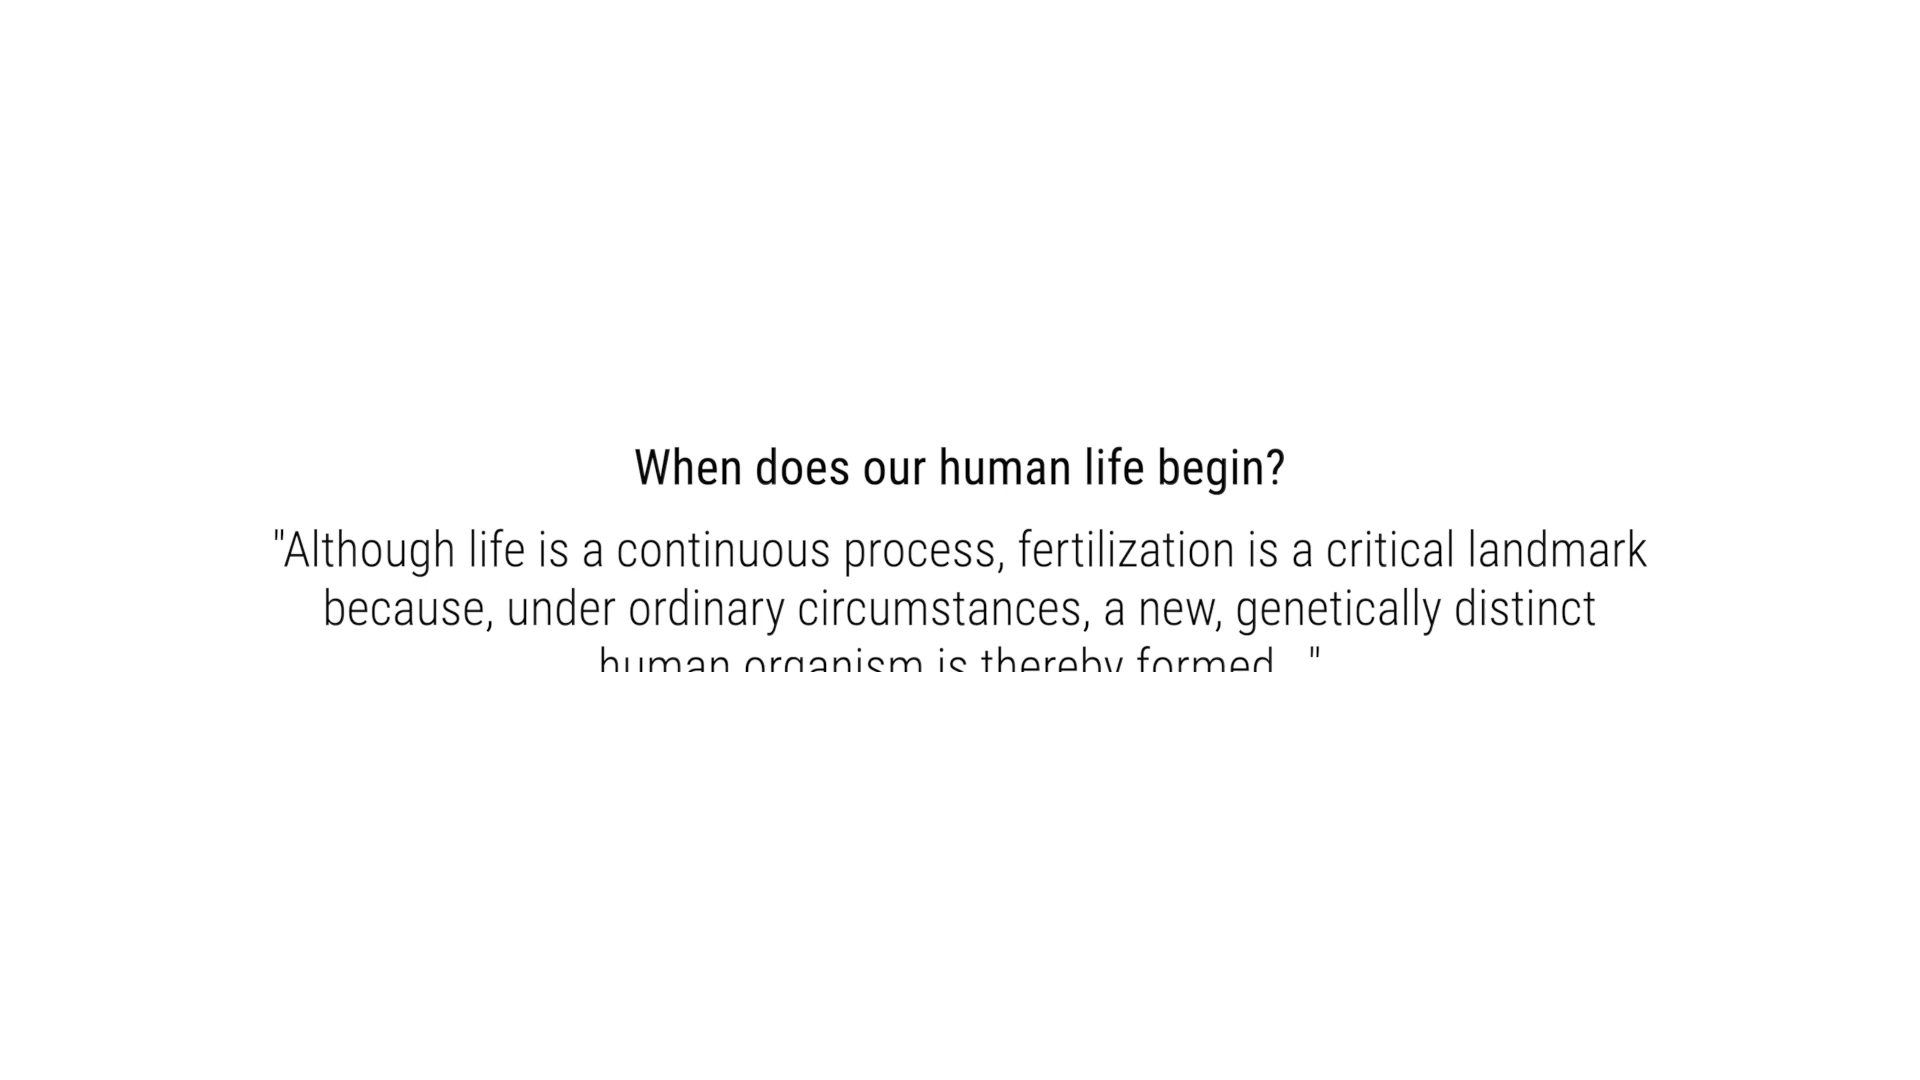 When does our human life begin?
"Although life is a continuous process, fertilization is a critical landmark
because, under ordinary circumstances, a new, genetically distinct
human organism is thereby formed..."